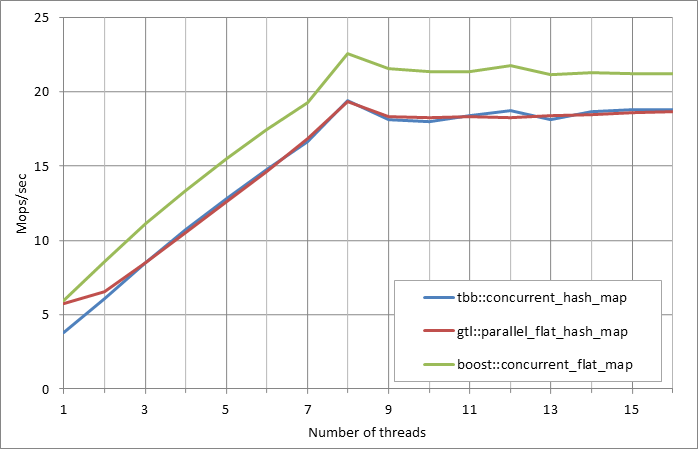 25
20
15
10
5
0
Mops/sec
tbb::concurrent_hash_map
gtl::parallel_flat_hash_map
boost::concurrent_flat_map
1 3 5 7 9 11 13 15
Number of threads